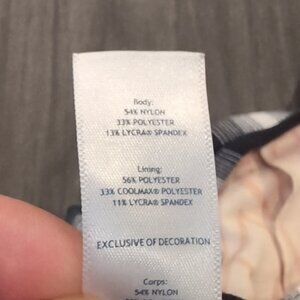 Body:
54% NYLON
33% POLYESTER
13% LYCRA® SPANDEX
Lining:
56% POLYESTER
33% COOLMAX® POLYESTER
11% LYCRA® SPANDEX
EXCLUSIVE OF DECORATION
Corps:
54% NYLON